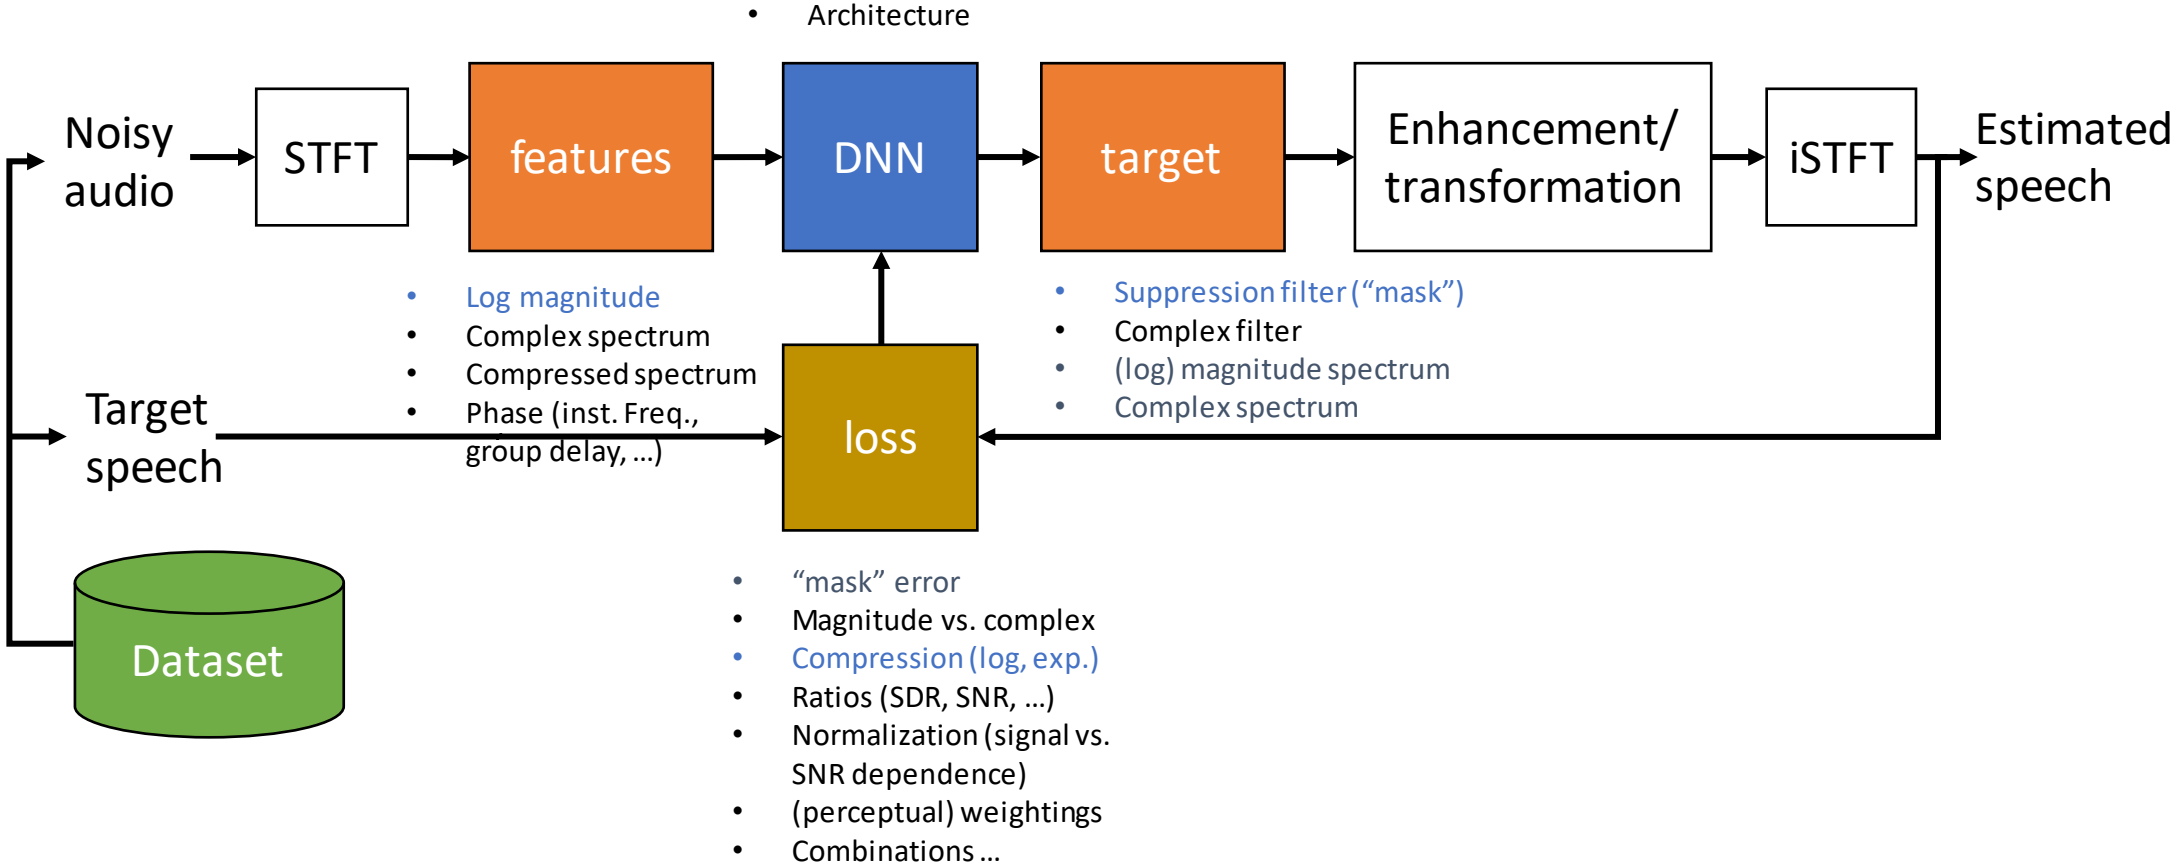 • Architecture
Noisy
audio
STFT
features
DNN
target
Enhancement/
transformation
iSTFT
Estimated
speech
• Log magnitude
• Complex spectrum
• Compressed spectrum
• Phase (inst. Freq.,
group delay, ...)
• Suppression filter (“mask”)
• Complex filter
• (log) magnitude spectrum
• Complex spectrum
Target
speech
loss
Dataset
• “mask” error
• Magnitude vs. complex
• Compression (log, exp.)
• Ratios (SDR, SNR, ...)
• Normalization (signal vs.
SNR dependence)
• (perceptual) weightings
• Combinations ...